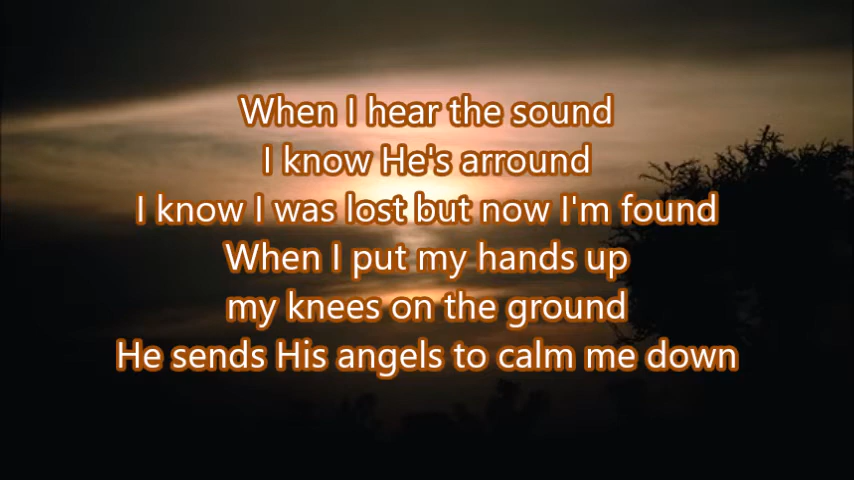 When I hear the sound
I know He's arround
I know I was lost but now I'm found
When I put my hands up
my knees on the ground
He sends His angels to calm me down